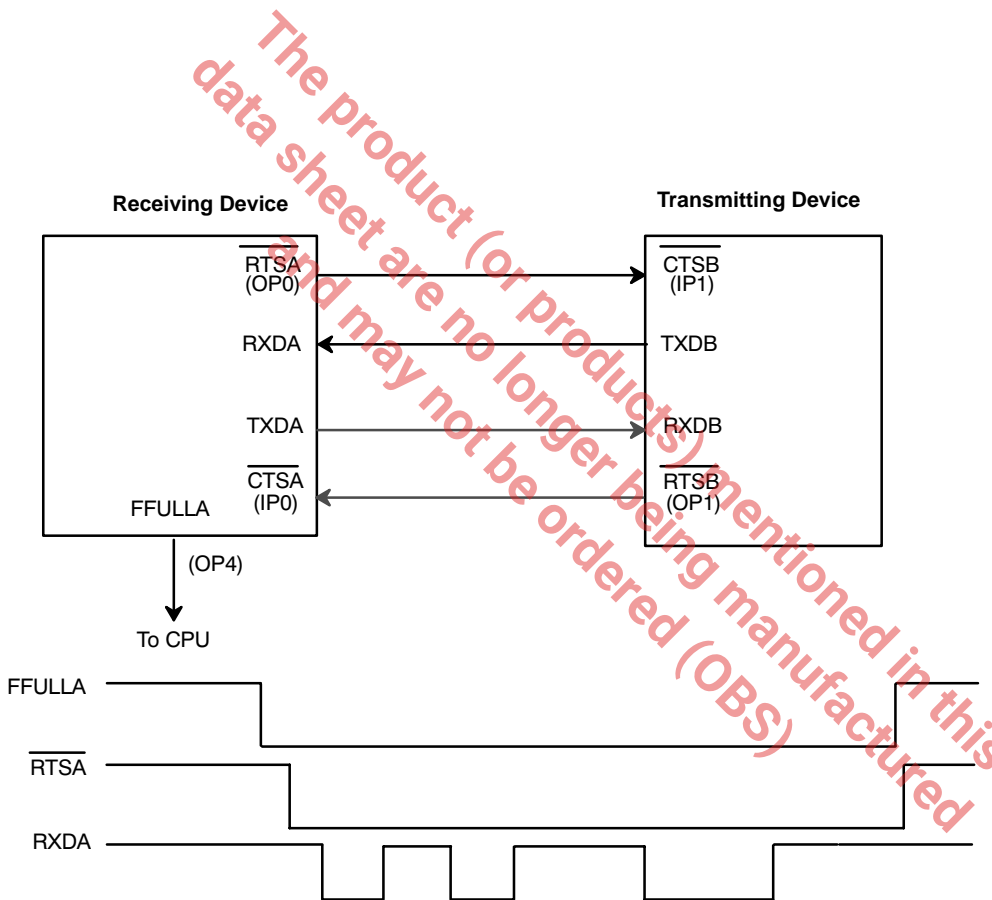 The product (or products) mentioned in this
data sheet are no longer being manufactured
and may not be ordered (OBS)
Receiving Device
Transmitting Device
RTSA
(OP0)
CTSB
(IP1)
RXDA
TXDB
TXDA
RXDB
CTSA
(IP0)
RTSB
(OP1)
FFULLA
(OP4)
To CPU
FFULLA
RTSA
RXDA